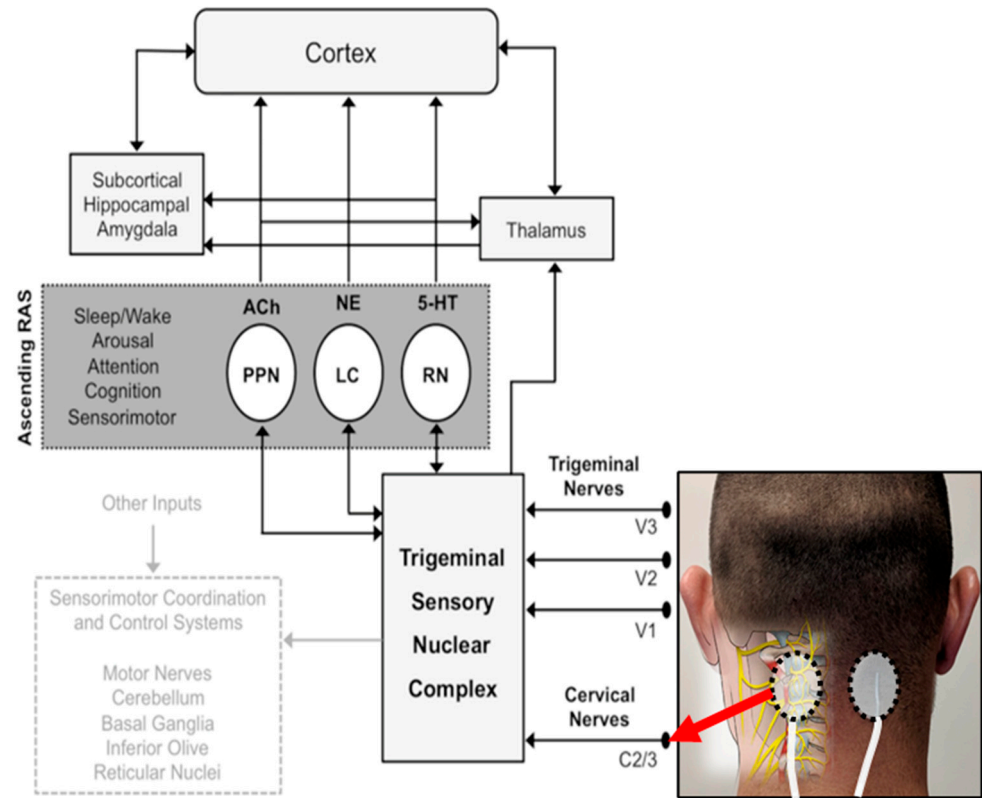 Cortex
Subcortical
Hippocampal
Amygdala
Thalamus
Ascending RAS
Sleep/Wake
Arousal
Attention
Cognition
Sensorimotor
ACh
NE
5-HT
PPN
LC
RN
Other Inputs
Sensorimotor Coordination
and Control Systems
Motor Nerves
Cerebellum
Basal Ganglia
Inferior Olive
Reticular Nuclei
Trigeminal
Sensory
Nuclear
Complex
Trigeminal
Nerves
V3
V2
V1
Cervical
Nerves
C2/3